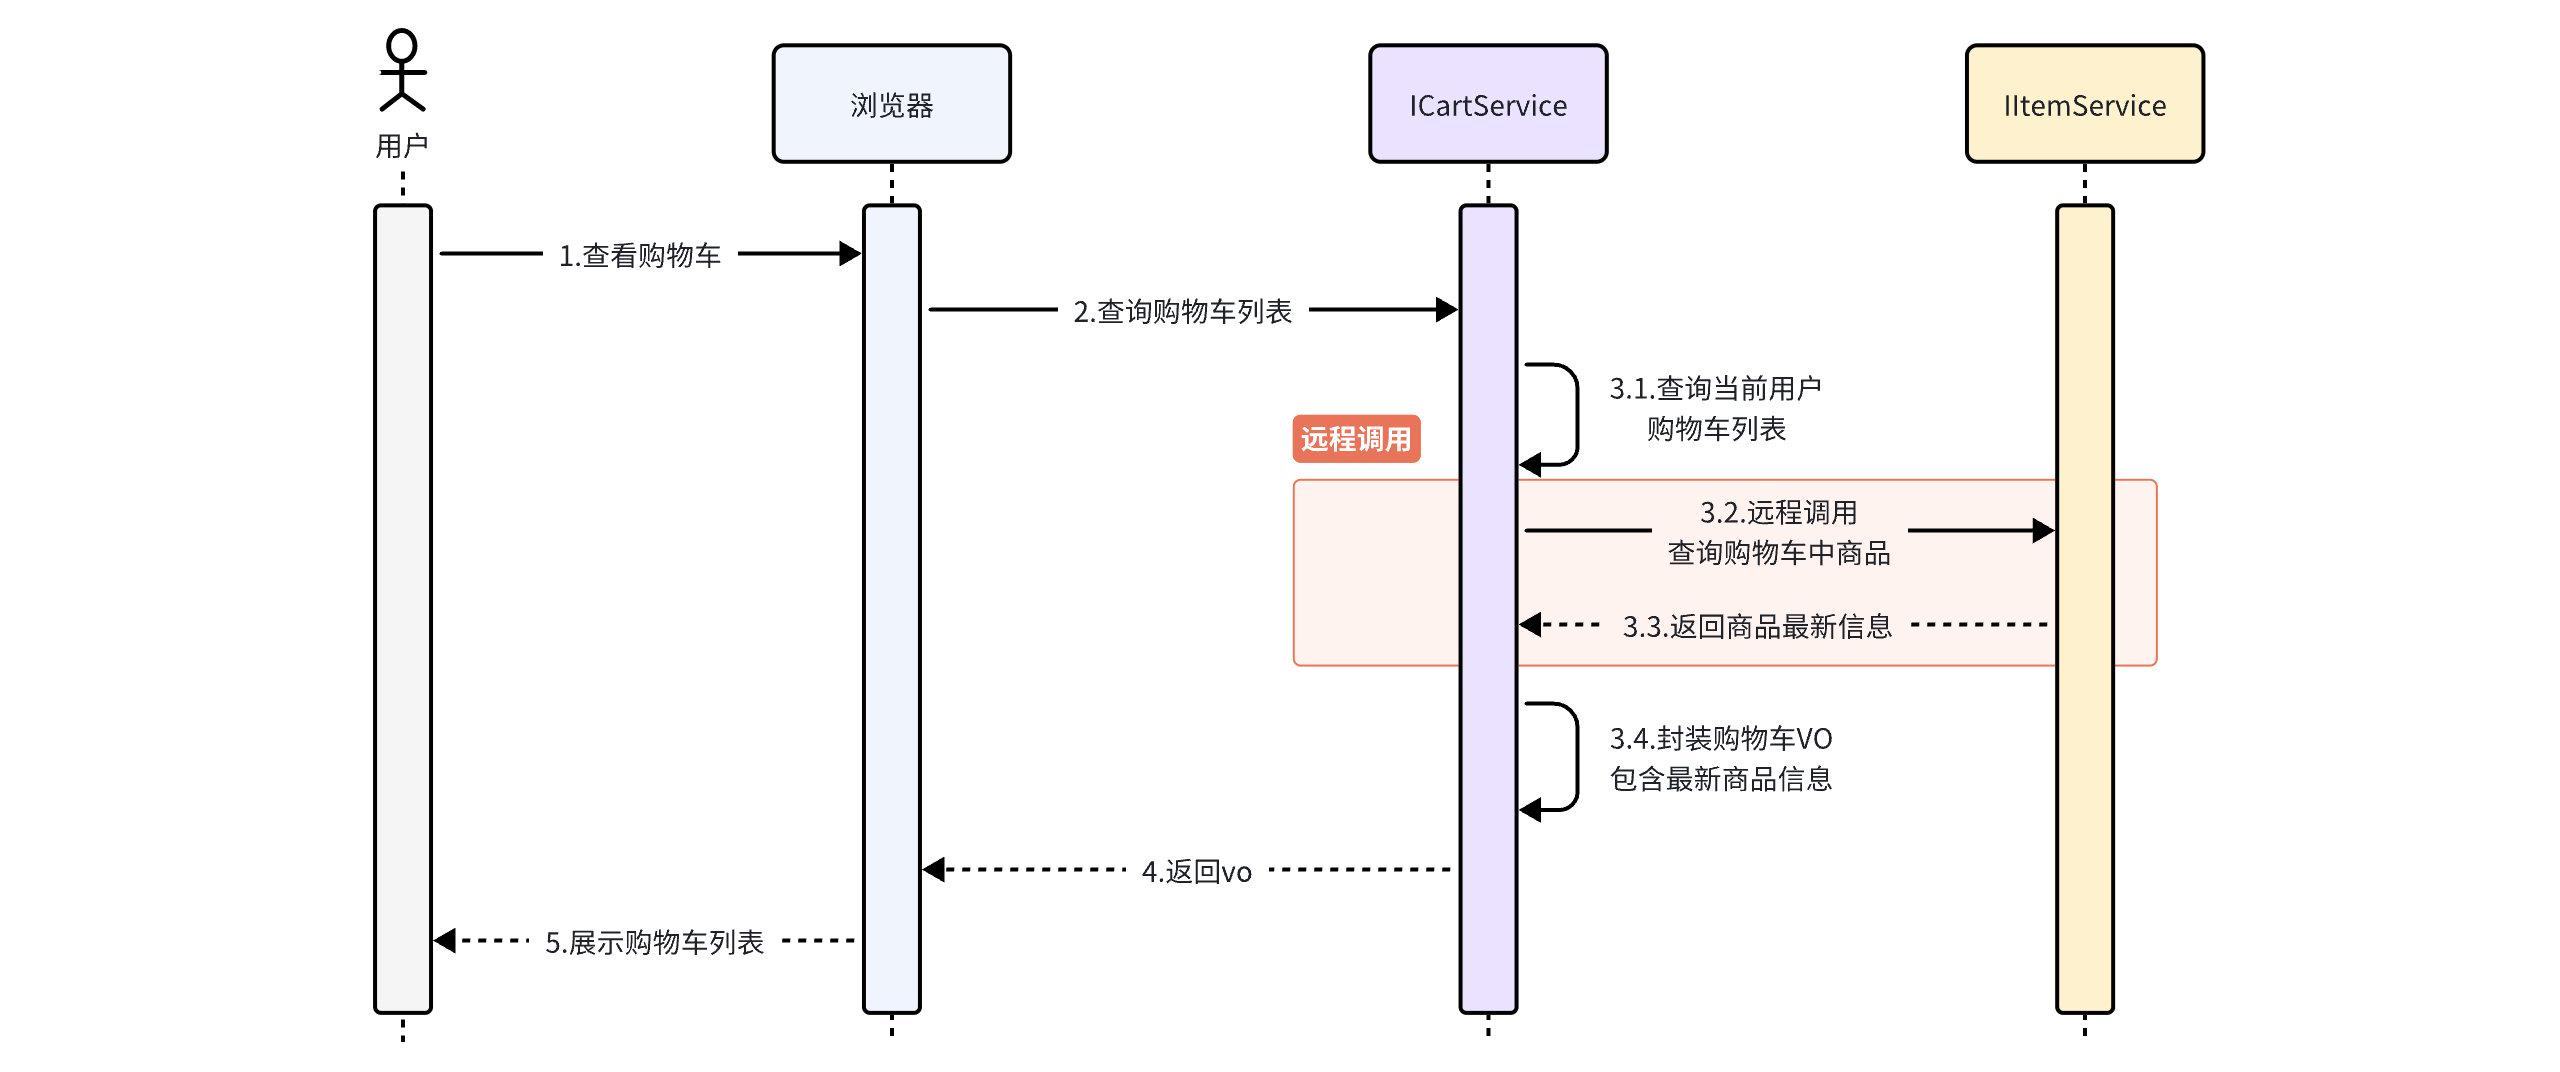 用户
浏览器
ICartService
IItemService
1.查看购物车
2.查询购物车列表
3.1.查询当前用户
购物车列表
远程调用
3.2.远程调用
查询购物车中商品
3.3.返回商品最新信息
3.4.封装购物车VO
包含最新商品信息
4.返回vo
5.展示购物车列表